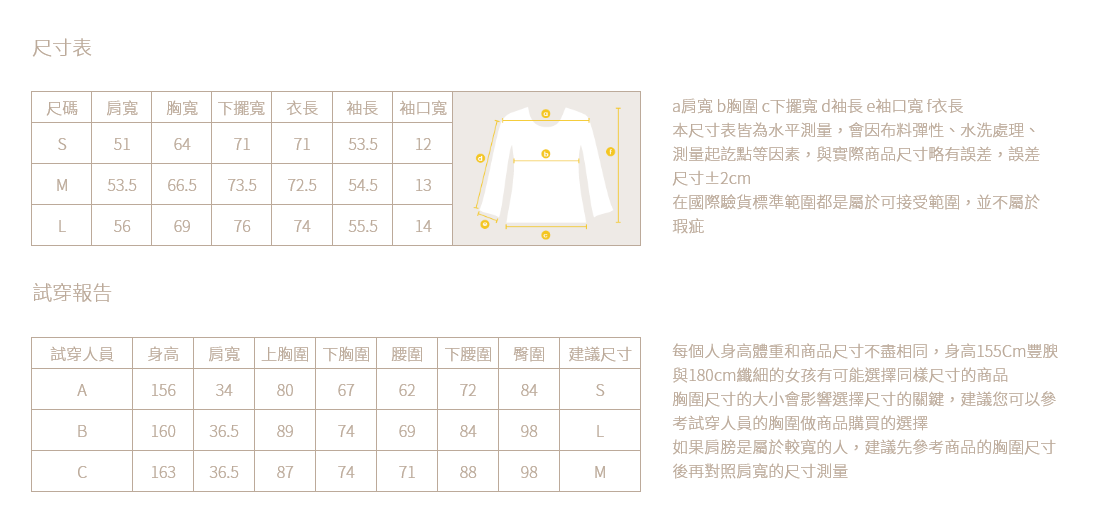 尺寸表
尺碼 肩寬 胸寬 下擺寬 衣長 袖長 袖口寬
S 51 64 71 71 53.5 12
M 53.5 66.5 73.5 72.5 54.5 13
L 56 69 76 74 55.5 14
a
b
f
d
e
c
a肩寬 b胸圍 c下擺寬 d袖長 e袖口寬 f衣長
本尺寸表皆為水平測量，會因布料彈性、水洗處理、
測量起訖點等因素，與實際商品尺寸略有誤差，誤差
尺寸±2cm
在國際驗貨標準範圍都是屬於可接受範圍，並不屬於
瑕疵
試穿報告
試穿人員 身高 肩寬 上胸圍 下胸圍 腰圍 下腰圍 臀圍 建議尺寸
A 156 34 80 67 62 72 84 S
B 160 36.5 89 74 69 84 98 L
C 163 36.5 87 74 71 88 98 M
每個人身高體重和商品尺寸不盡相同，身高155Cm豐腴
與180cm纖細的女孩有可能選擇同樣尺寸的商品
胸圍尺寸的大小會影響選擇尺寸的關鍵，建議您可以參
考試穿人員的胸圍做商品購買的選擇
如果肩膀是屬於較寬的人，建議先參考商品的胸圍尺寸
後再對照肩寬的尺寸測量